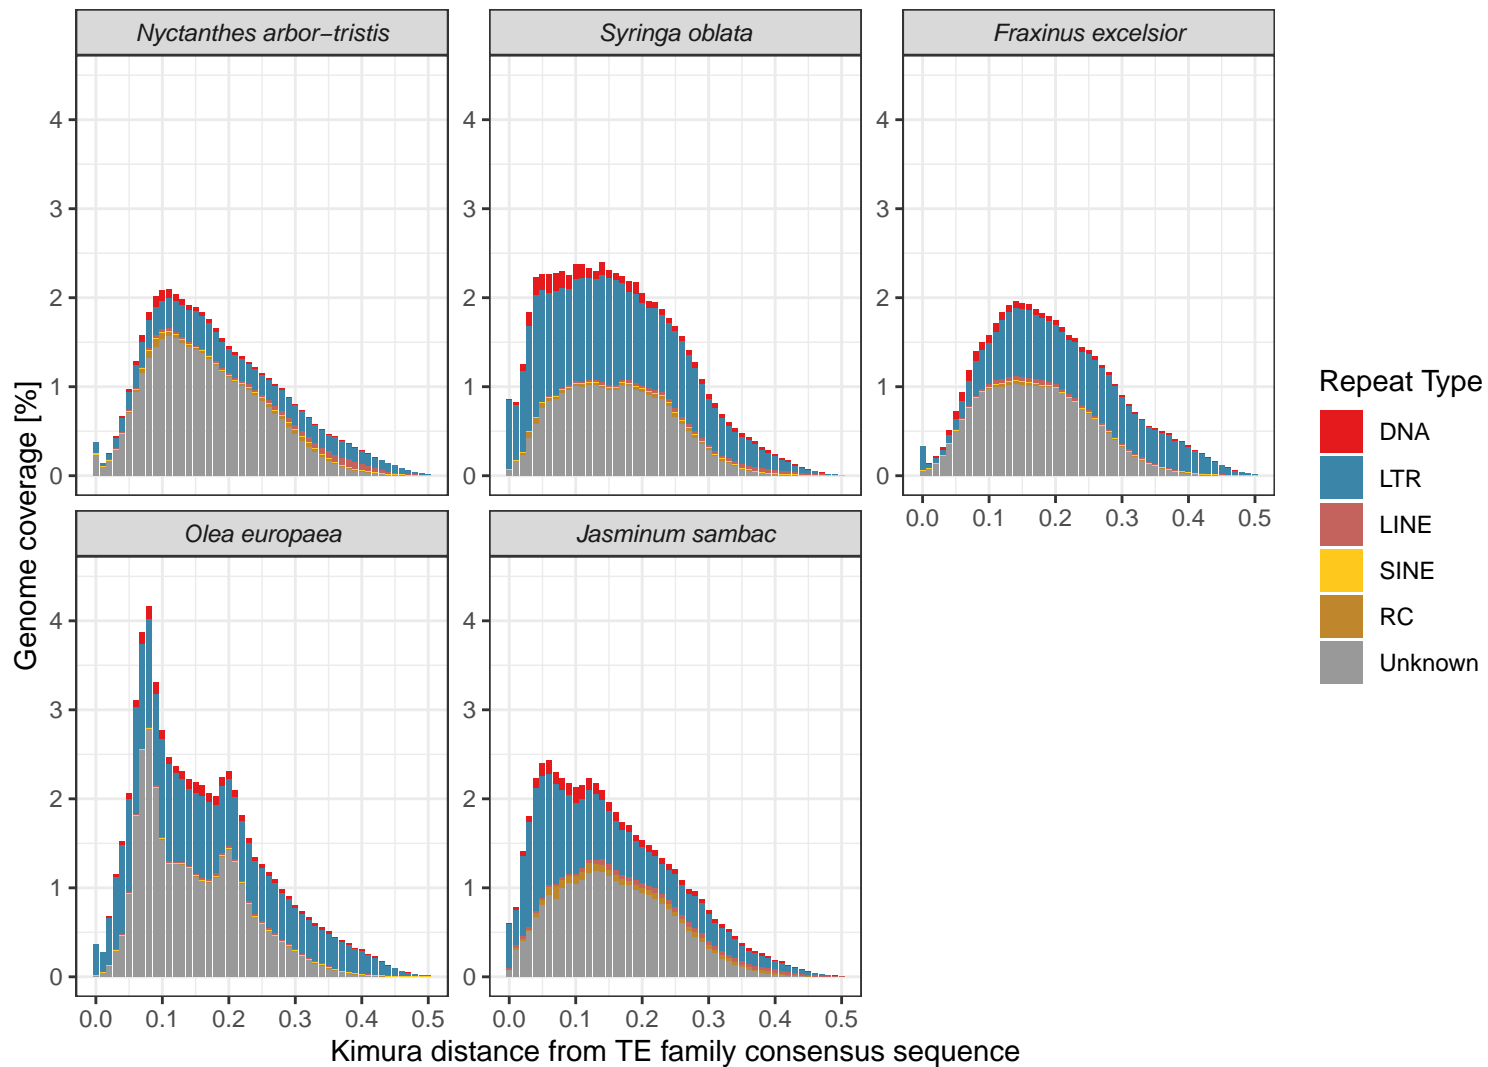 Nyctanthes arbor−tristis
Syringa oblata
Fraxinus excelsior
4
3
2
1
0
4
3
2
1
0
4
3
2
1
0
0.0 0.1 0.2 0.3 0.4 0.5
Olea europaea
Jasminum sambac
4
3
2
1
0
4
3
2
1
0
0.0 0.1 0.2 0.3 0.4 0.5
0.0 0.1 0.2 0.3 0.4 0.5
Genome coverage [%]
Kimura distance from TE family consensus sequence
Repeat Type
DNA
LTR
LINE
SINE
RC
Unknown